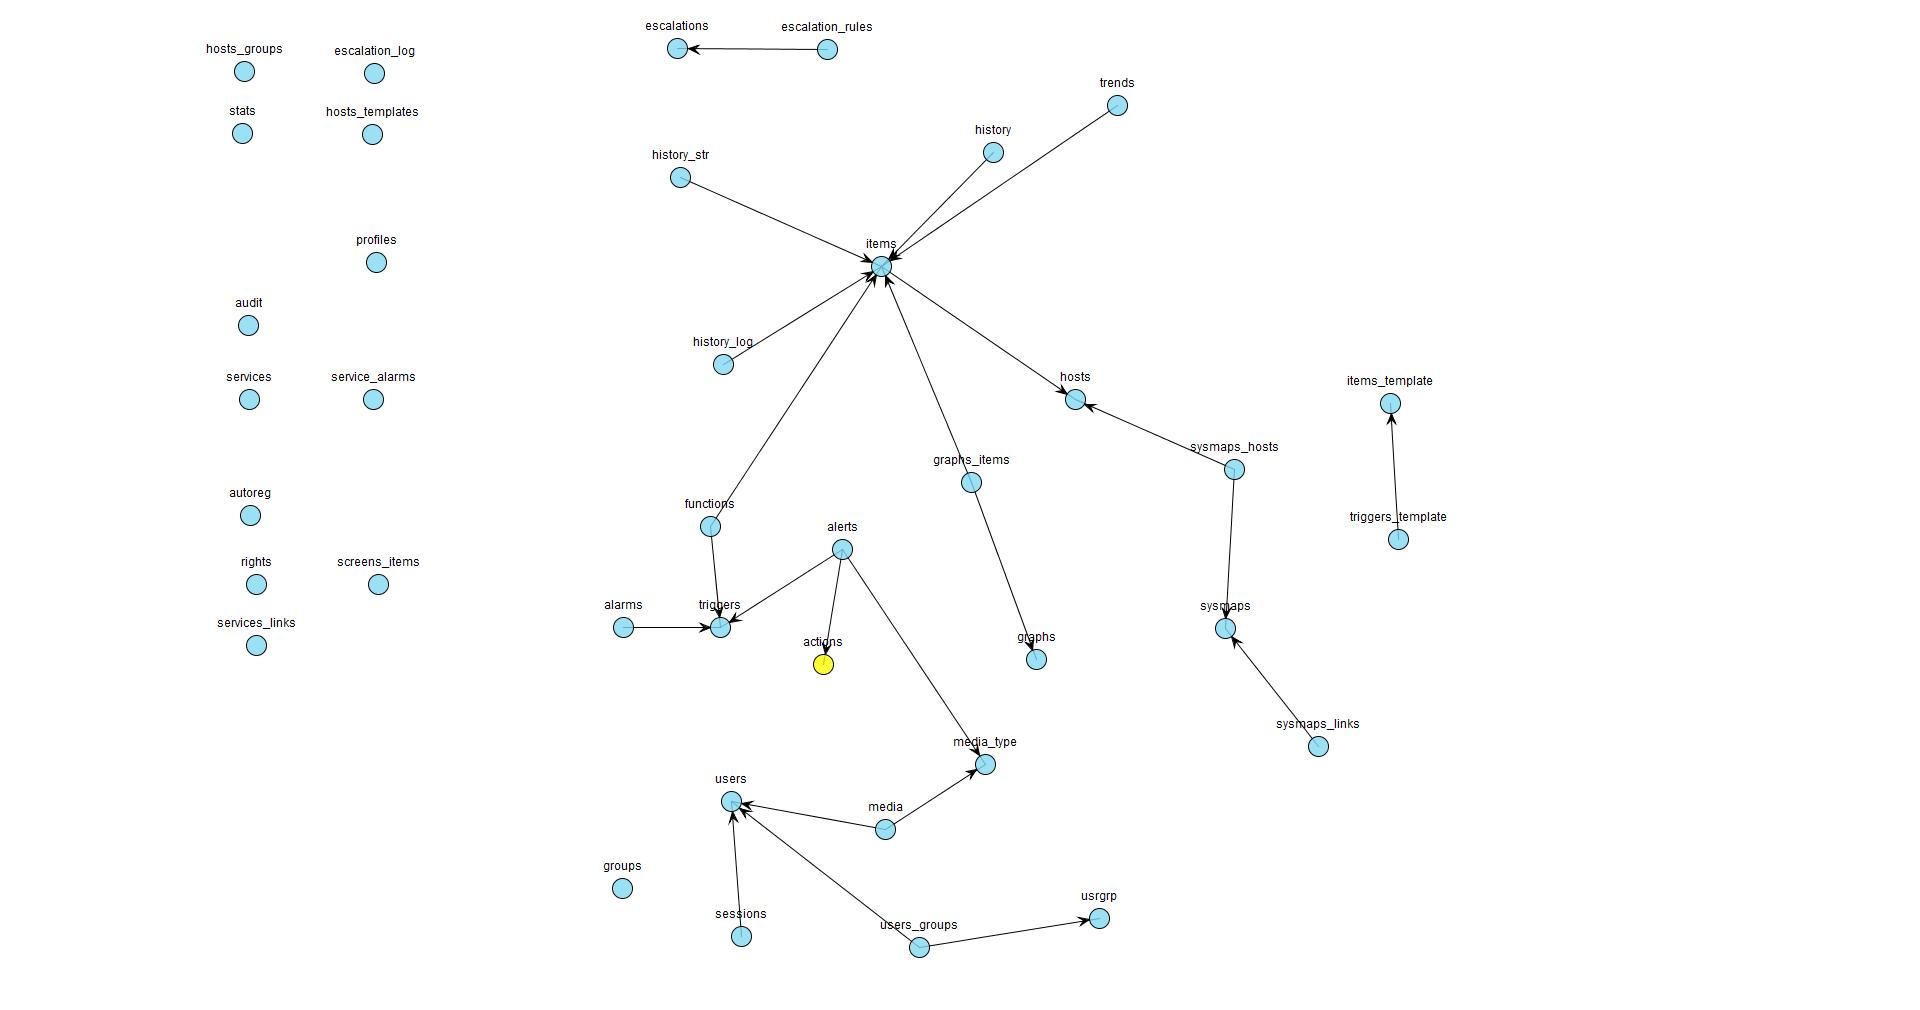 escalations
escalation_rules
hosts_groups
escalation_log
trends
stats
hosts_templates
history
history_str
profiles
items
audit
history_log
services
service_alarms
hosts
items_template
sysmaps_hosts
graphs_items
autoreg
functions
triggers_template
alerts
rights
screens_items
alarms
triggers
sysmaps
services_links
actions
graphs
sysmaps_links
media_type
users
media
groups
usrgrp
sessions
users_groups